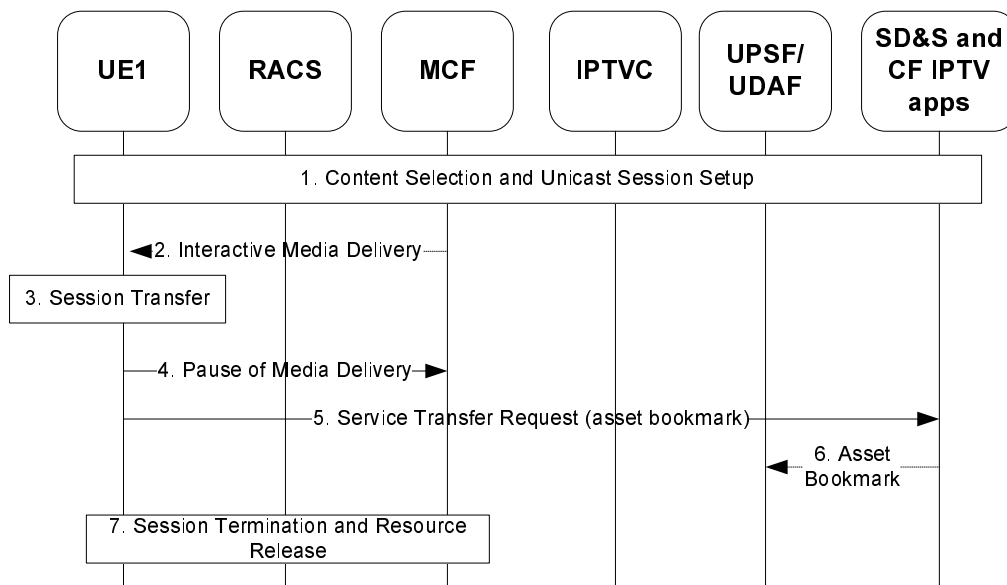 UE1
RACS
MCF
IPTVC
UPSF/
UDAF
SD&S and
CF IPTV
apps
1. Content Selection and Unicast Session Setup
2. Interactive Media Delivery
3. Session Transfer
4. Pause of Media Delivery
5. Service Transfer Request (asset bookmark)
6. Asset
Bookmark
7. Session Termination and Resource
Release